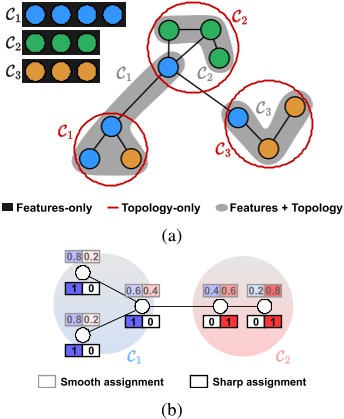 C₁
C₂
C₃
C₂
C₁
C₂
C₁
C₃
C₃
Features-only
Topology-only
Features + Topology
(a)
0.8 0.2
1 0
0.6 0.4
0.4 0.6
0.2 0.8
0.8 0.2
1 0
0 1
0 1
1 0
C₁
C₂
Smooth assignment
Sharp assignment
(b)